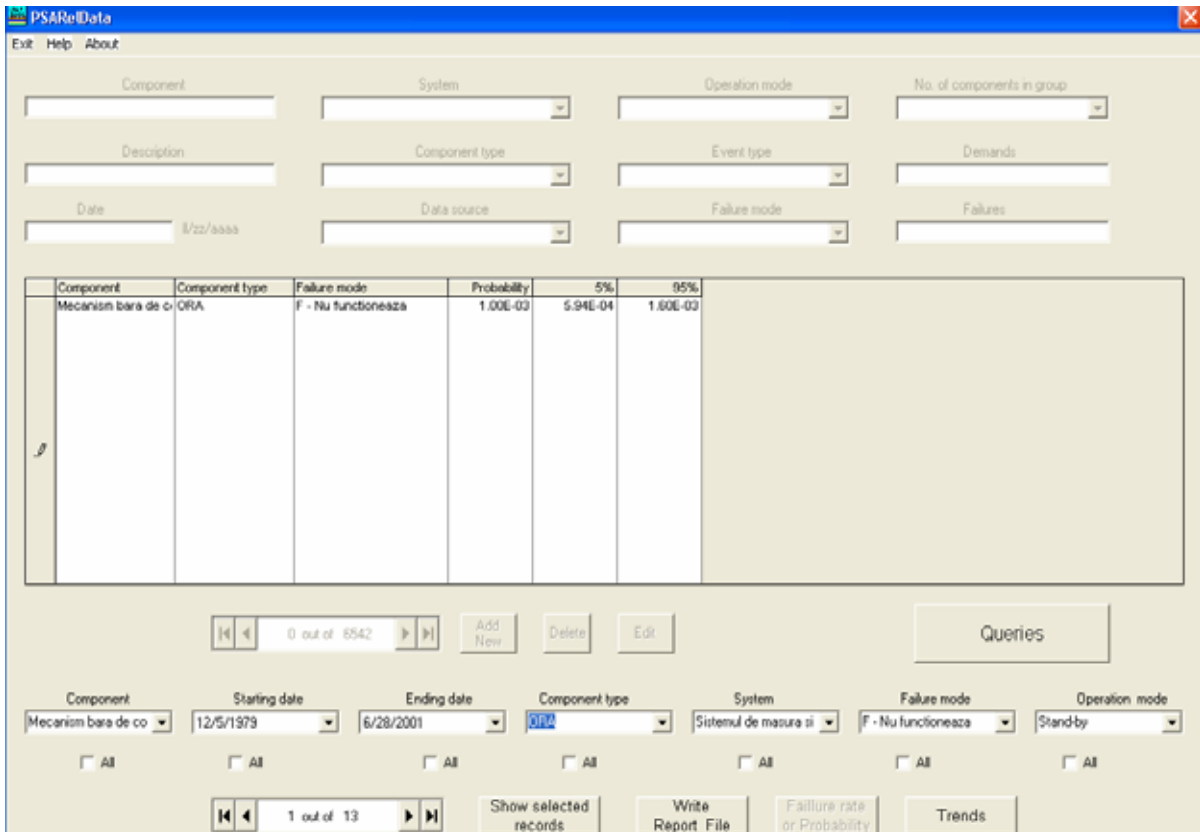 PSARelData
Exit Help About
Component System Operation mode No. of components in group
Description Component type Event type Demands
Date Data source Failure mode Failures
ll/zz/aaaa
Component Component type Failure mode Probability 5% 95%
Mecanism bara de c ORA F - Nu functioneaza 1.00E-03 5.94E-04 1.60E-03
0 out of 6542 Add New Delete Edit Queries
Component Starting date Ending date Component type System Failure mode Operation mode
Mecanism bara de co 12/5/1979 6/28/2001 ORA Sistemul de masura si F - Nu functioneaza Stand-by
All All All All All All All
1 out of 13 Show selected records Write Report File Faillure rate or Probability Trends